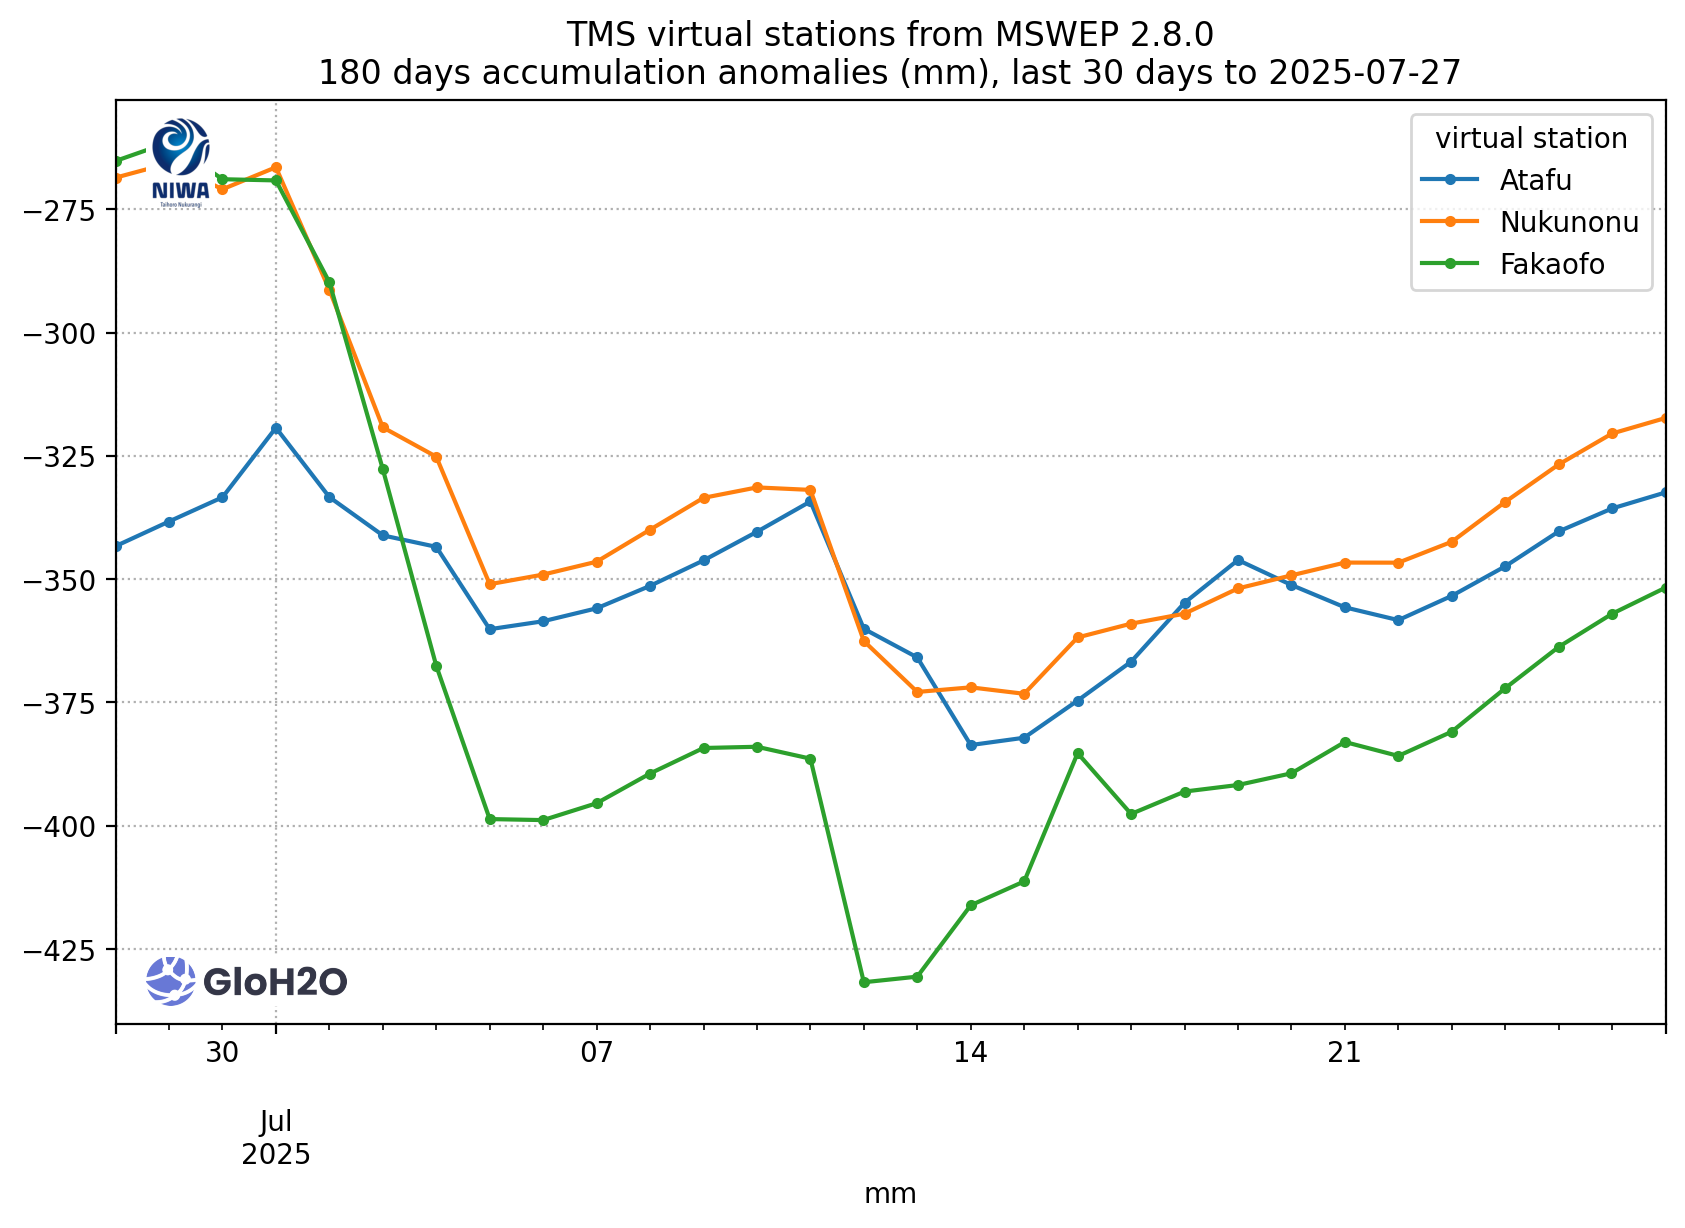 TMS virtual stations from MSWEP 2.8.0
180 days accumulation anomalies (mm), last 30 days to 2025-07-27
NIWA
Taihoro Nukurangi
virtual station
Atafu
Nukunonu
Fakaofo
−275
−300
−325
−350
−375
−400
−425
GloH2O
30
07
14
21
Jul
2025
mm